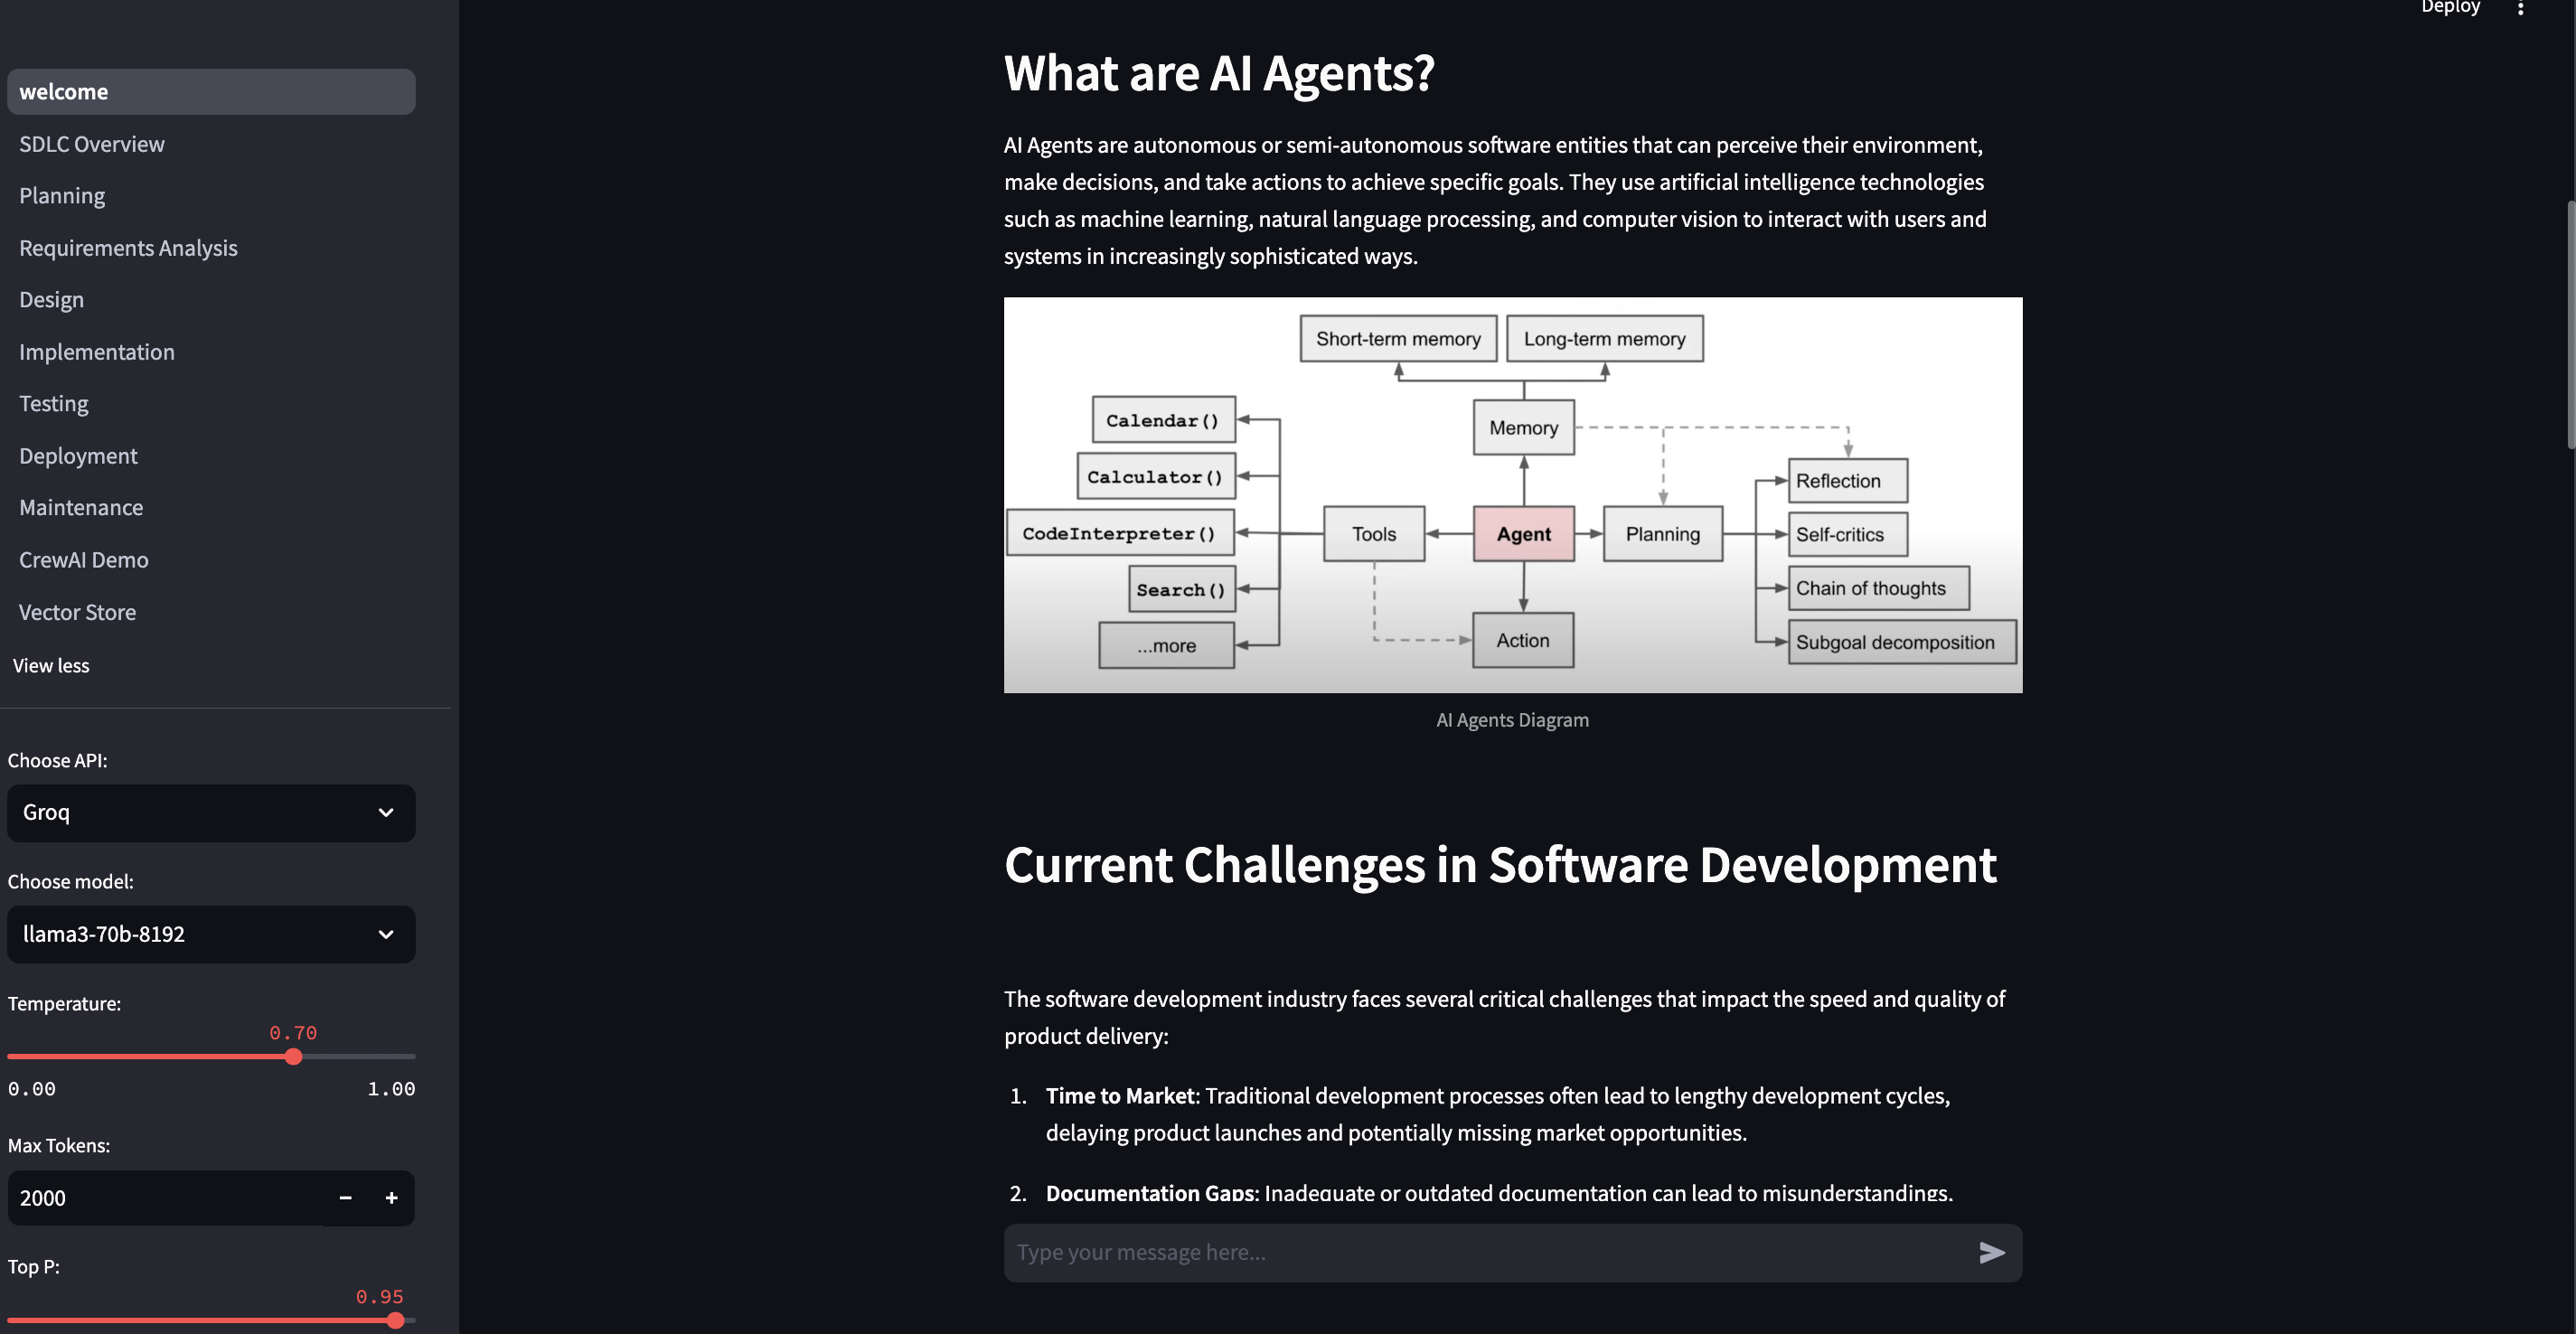 Deploy
welcome
SDLC Overview
Planning
Requirements Analysis
Design
Implementation
Testing
Deployment
Maintenance
CrewAI Demo
Vector Store
View less
Choose API:
Groq
Choose model:
llama3-70b-8192
Temperature:
0.70
0.00
1.00
Max Tokens:
2000
Top P:
0.95
What are AI Agents?
AI Agents are autonomous or semi-autonomous software entities that can perceive their environment,
make decisions, and take actions to achieve specific goals. They use artificial intelligence technologies
such as machine learning, natural language processing, and computer vision to interact with users and
systems in increasingly sophisticated ways.
Short-term memory
Long-term memory
Calendar()
Memory
Calculator()
Reflection
CodeInterpreter()
Tools
Agent
Planning
Self-critics
Search()
Chain of thoughts
...more
Action
Subgoal decomposition
AI Agents Diagram
Current Challenges in Software Development
The software development industry faces several critical challenges that impact the speed and quality of
product delivery:
1. Time to Market: Traditional development processes often lead to lengthy development cycles,
delaying product launches and potentially missing market opportunities.
2. Documentation Gaps: Inadequate or outdated documentation can lead to misunderstandings,
Type your message here...